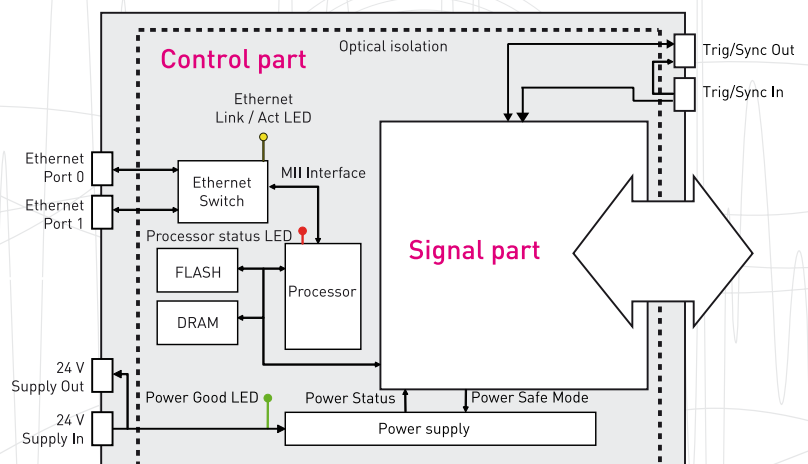 Optical isolation
Control part
Trig/Sync Out
Trig/Sync In
Ethernet
Link / Act LED
Ethernet
Port 0
Ethernet
Port 1
Ethernet
Switch
MII Interface
Processor status LED
FLASH
Processor
DRAM
Signal part
24 V
Supply Out
24 V
Supply In
Power Good LED
Power Status
Power Safe Mode
Power supply